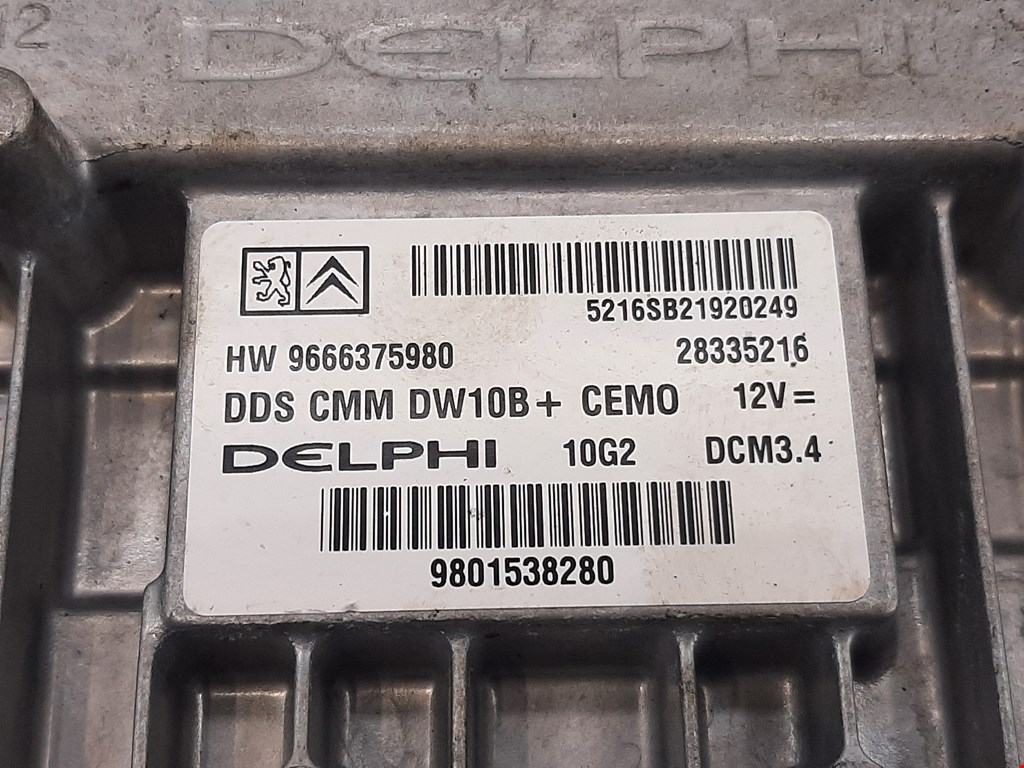 DELPHI
5216SB21920249
HW 9666375980 28335216
DDS CMM DW10B+ CEMO 12V=
DELPHI 10G2 DCM3.4
9801538280